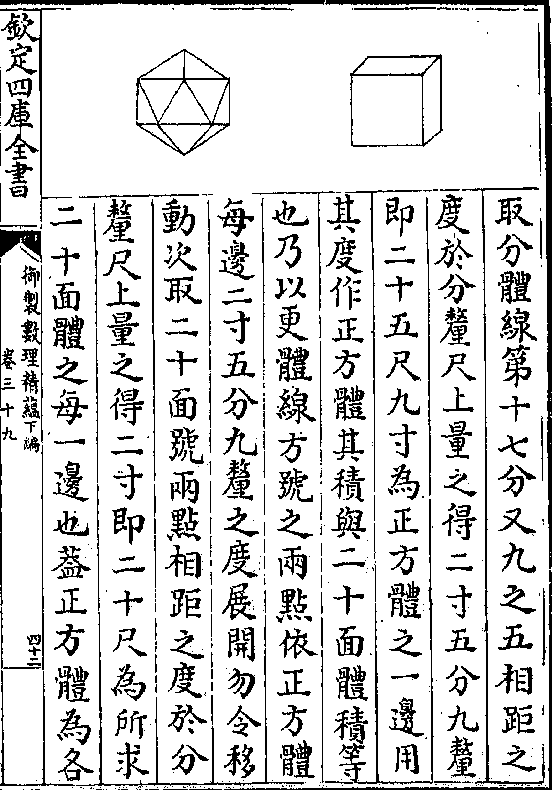 取分體線第十七分又九之五相距之
度於分釐尺上量之得二寸五分九釐
即二十五尺九寸為正方體之一邊用
其度作正方體其積與二十面體積等
也乃以更體線方號之兩點依正方體
每邊二寸五分九釐之度展開勿令移
動次取二十面號兩點相距之度於分
釐尺上量之得二寸即二十尺為所求
二十面體之每一邊也葢正方體為各
欽定四庫全書
御製數理精蘊下編
卷三十九
四十二